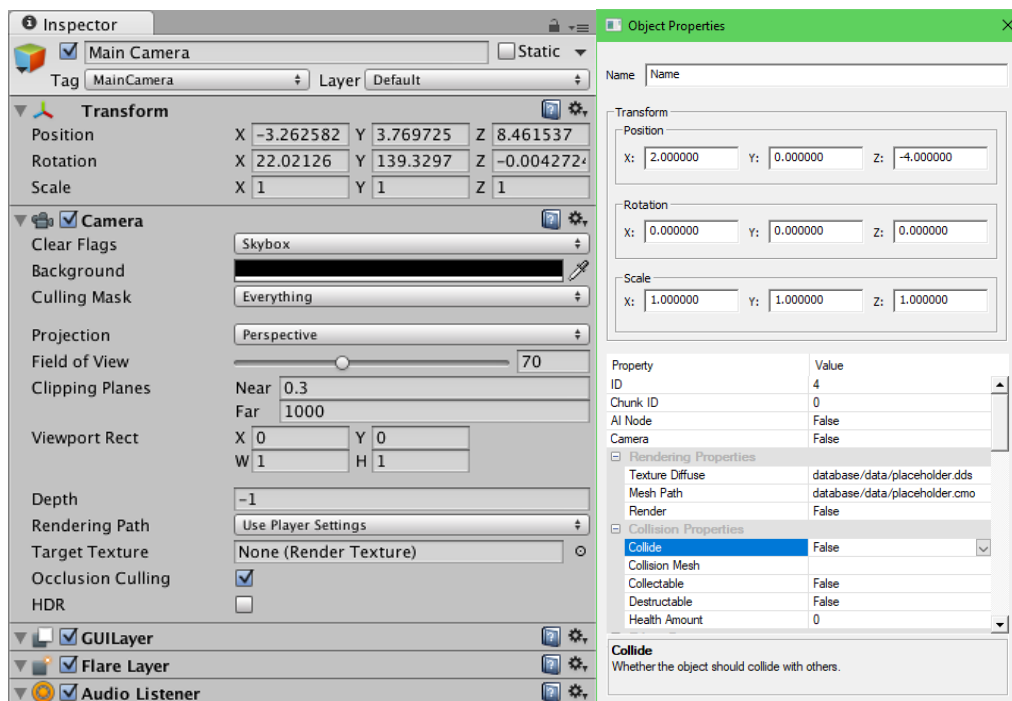 Inspector
Main Camera Static
Tag MainCamera Layer Default
Transform
Position X -3.262582 Y 3.769725 Z 8.461537
Rotation X 22.02126 Y 139.3297 Z -0.004272
Scale X 1 Y 1 Z 1
Camera
Clear Flags Skybox
Background
Culling Mask Everything
Projection Perspective
Field of View 70
Clipping Planes Near 0.3
Far 1000
Viewport Rect X 0 Y 0
W 1 H 1
Depth -1
Rendering Path Use Player Settings
Target Texture None (Render Texture)
Occlusion Culling
HDR
GUILayer
Flare Layer
Audio Listener
Object Properties
Name Name
Transform
Position
X: 2.000000 Y: 0.000000 Z: -4.000000
Rotation
X: 0.000000 Y: 0.000000 Z: 0.000000
Scale
X: 1.000000 Y: 1.000000 Z: 1.000000
Property Value
ID 4
Chunk ID 0
AI Node False
Camera False
Rendering Properties
Texture Diffuse database/data/placeholder.dds
Mesh Path database/data/placeholder.cmo
Render False
Collision Properties
Collide False
Collision Mesh
Collectable False
Destructable False
Health Amount 0
Collide
Whether the object should collide with others.